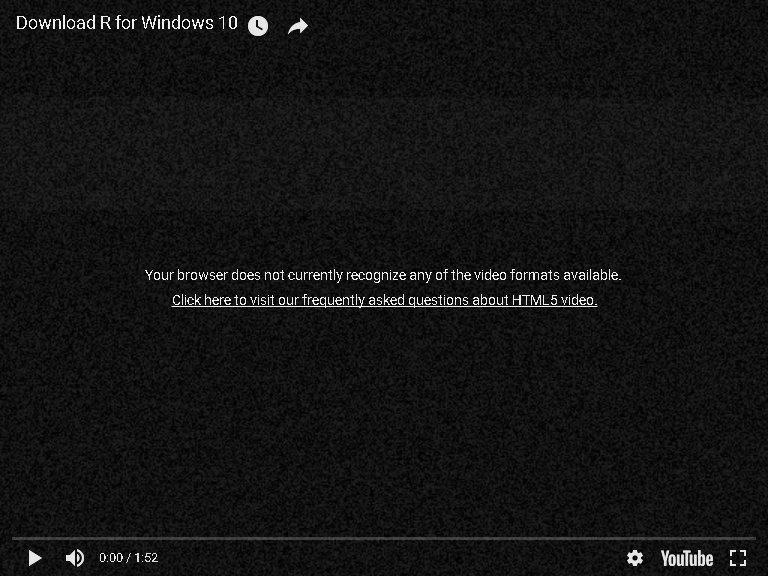 Download R for Windows 10
Your browser does not currently recognize any of the video formats available.
Click here to visit our frequently asked questions about HTML5 video.
0:00 / 1:52
YouTube